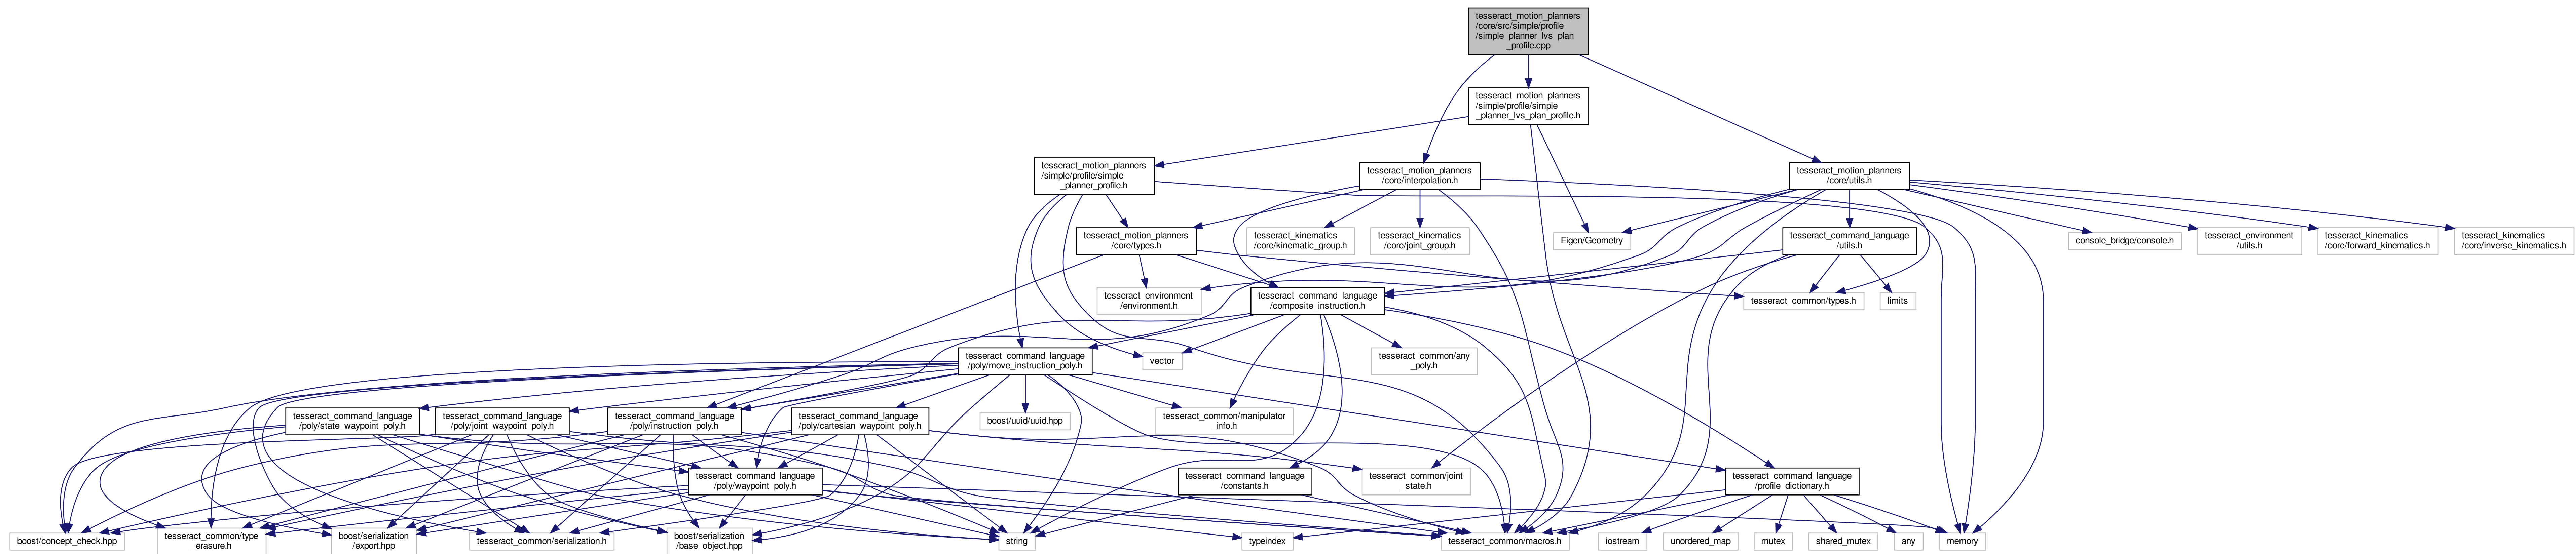 tesseract_motion_planners
/core/src/simple/profile
/simple_planner_lvs_plan
_profile.cpp
tesseract_motion_planners
/simple/profile/simple
_planner_lvs_plan_profile.h
tesseract_motion_planners
/simple/profile/simple
_planner_profile.h
tesseract_motion_planners
/core/interpolation.h
tesseract_motion_planners
/core/utils.h
tesseract_motion_planners
/core/types.h
tesseract_kinematics
/core/kinematic_group.h
tesseract_kinematics
/core/joint_group.h
Eigen/Geometry
tesseract_command_language
/utils.h
console_bridge/console.h
tesseract_environment
/utils.h
tesseract_kinematics
/core/forward_kinematics.h
tesseract_kinematics
/core/inverse_kinematics.h
tesseract_environment
/environment.h
tesseract_command_language
/composite_instruction.h
tesseract_common/types.h
limits
tesseract_command_language
/poly/move_instruction_poly.h
vector
tesseract_common/any
_poly.h
tesseract_command_language
/poly/state_waypoint_poly.h
tesseract_command_language
/poly/joint_waypoint_poly.h
tesseract_command_language
/poly/instruction_poly.h
tesseract_command_language
/poly/cartesian_waypoint_poly.h
boost/uuid/uuid.hpp
tesseract_common/manipulator
_info.h
tesseract_command_language
/poly/waypoint_poly.h
tesseract_command_language
/constants.h
tesseract_common/joint
_state.h
tesseract_command_language
/profile_dictionary.h
boost/concept_check.hpp
tesseract_common/type
_erasure.h
boost/serialization
/export.hpp
tesseract_common/serialization.h
boost/serialization
/base_object.hpp
string
typeindex
tesseract_common/macros.h
iostream
unordered_map
mutex
shared_mutex
any
memory